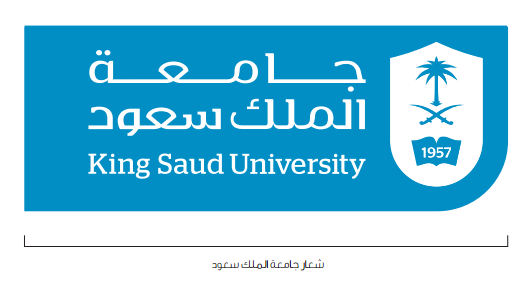 جامعة
الملك سعود
King Saud University
1957
شعار جامعة الملك سعود